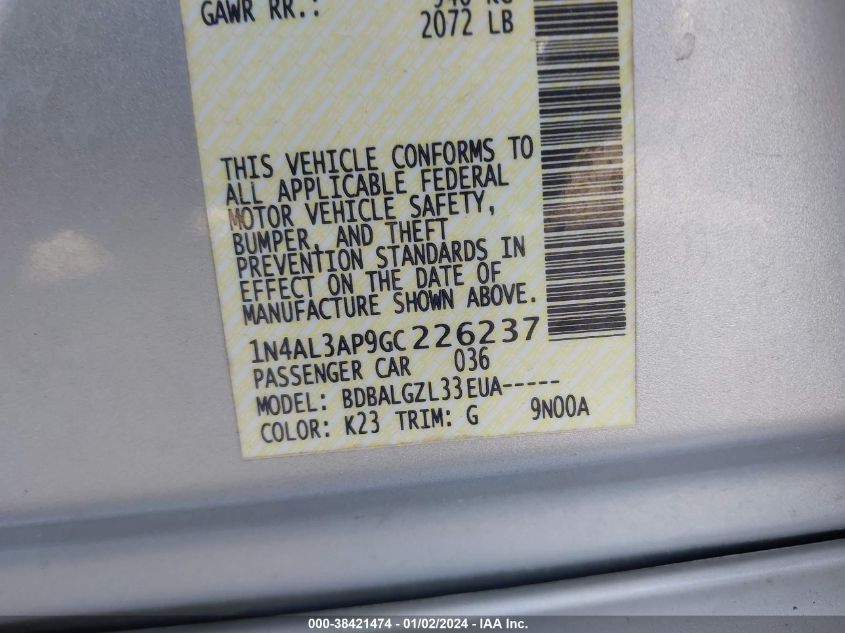 GAWR RR.:
2072 LB
THIS VEHICLE CONFORMS TO
ALL APPLICABLE FEDERAL
MOTOR VEHICLE SAFETY,
BUMPER, AND THEFT
PREVENTION STANDARDS IN
EFFECT ON THE DATE OF
MANUFACTURE SHOWN ABOVE.
1N4AL3AP9GC226237
PASSENGER CAR 036
MODEL: BDBALGZL33EUA-----
COLOR: K23 TRIM: G 9N00A
000-38421474 - 01/02/2024 - IAA Inc.